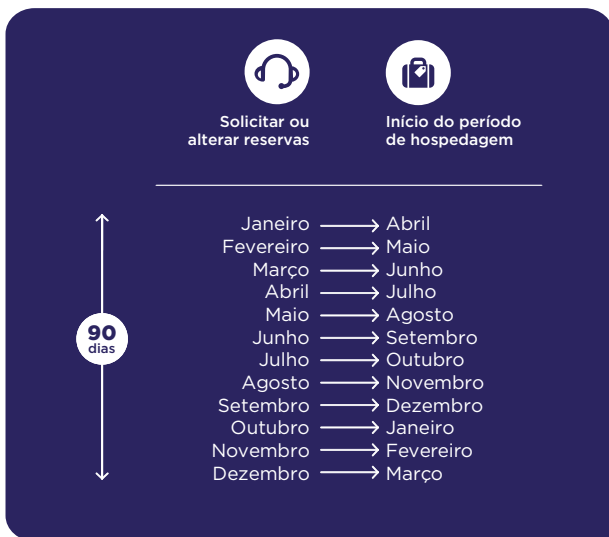 Solicitar ou
alterar reservas
Início do período
de hospedagem
90
dias
Janeiro → Abril
Fevereiro → Maio
Março → Junho
Abril → Julho
Maio → Agosto
Junho → Setembro
Julho → Outubro
Agosto → Novembro
Setembro → Dezembro
Outubro → Janeiro
Novembro → Fevereiro
Dezembro → Março